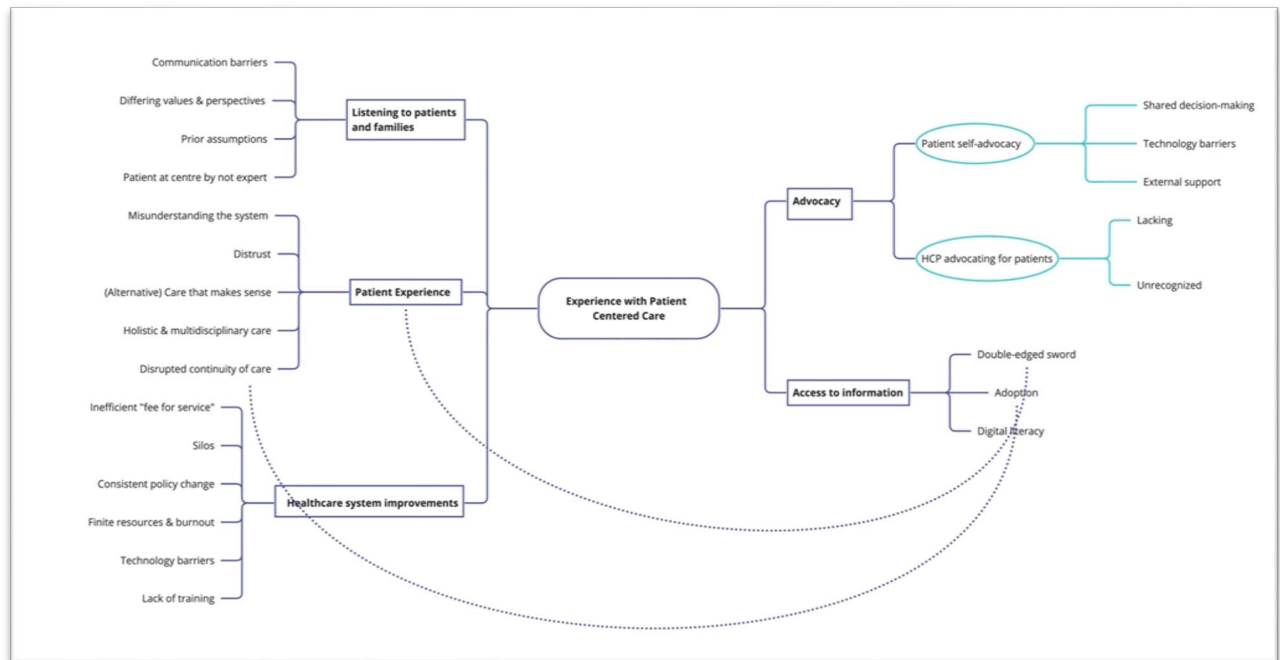 Communication barriers
Differing values & perspectives
Prior assumptions
Patient at centre by not expert
Listening to patients
and families
Misunderstanding the system
Distrust
(Alternative) Care that makes sense
Holistic & multidisciplinary care
Disrupted continuity of care
Patient Experience
Inefficient "fee for service"
Silos
Consistent policy change
Finite resources & burnout
Technology barriers
Lack of training
Healthcare system improvements
Experience with Patient
Centered Care
Advocacy
Patient self-advocacy
Shared decision-making
Technology barriers
External support
HCP advocating for patients
Lacking
Unrecognized
Access to information
Double-edged sword
Adoption
Digital literacy